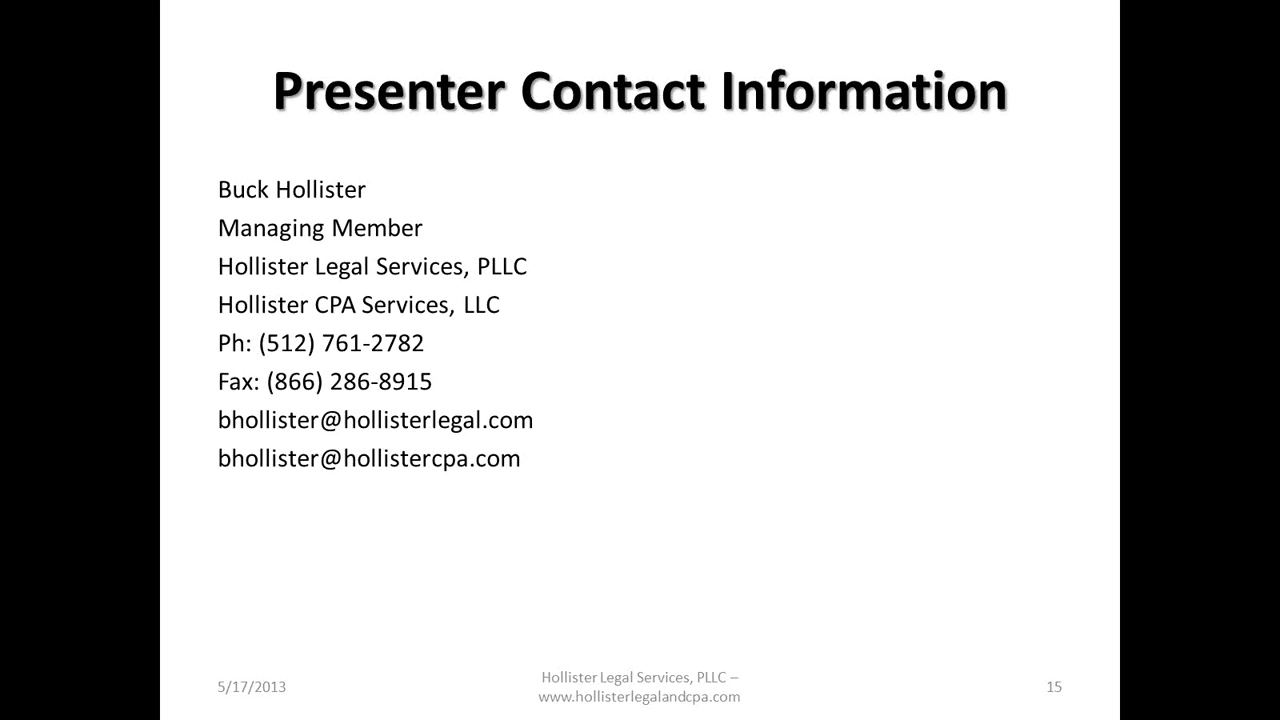 Presenter Contact Information
Buck Hollister
Managing Member
Hollister Legal Services, PLLC
Hollister CPA Services, LLC
Ph: (512) 761-2782
Fax: (866) 286-8915
bhollister@hollisterlegal.com
bhollister@hollistercpa.com
5/17/2013
Hollister Legal Services, PLLC –
www.hollisterlegalandcpa.com
15